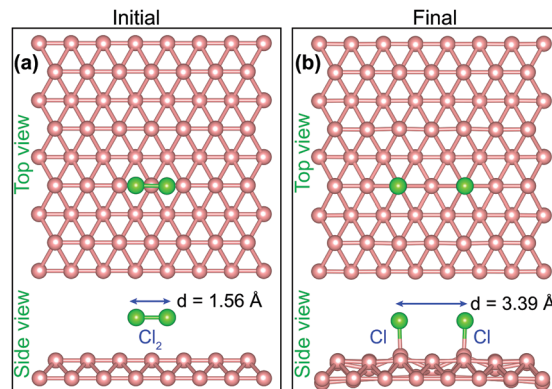 Initial
Final
(a)
(b)
Top view
Top view
d = 1.56 Å
d = 3.39 Å
Side view
Cl₂
Side view
Cl
Cl